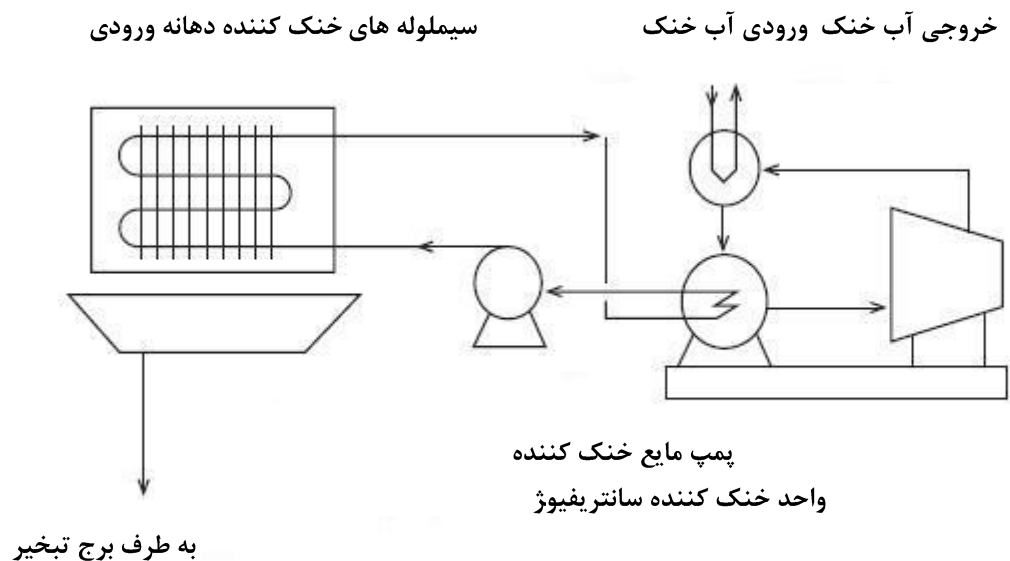 خروجی آب خنک  ورودی آب خنک
سیملوله های خنک کننده دهانه ورودی
پمپ مایع خنک کننده
واحد خنک کننده سانتریفیوژ
به طرف برج تبخیر